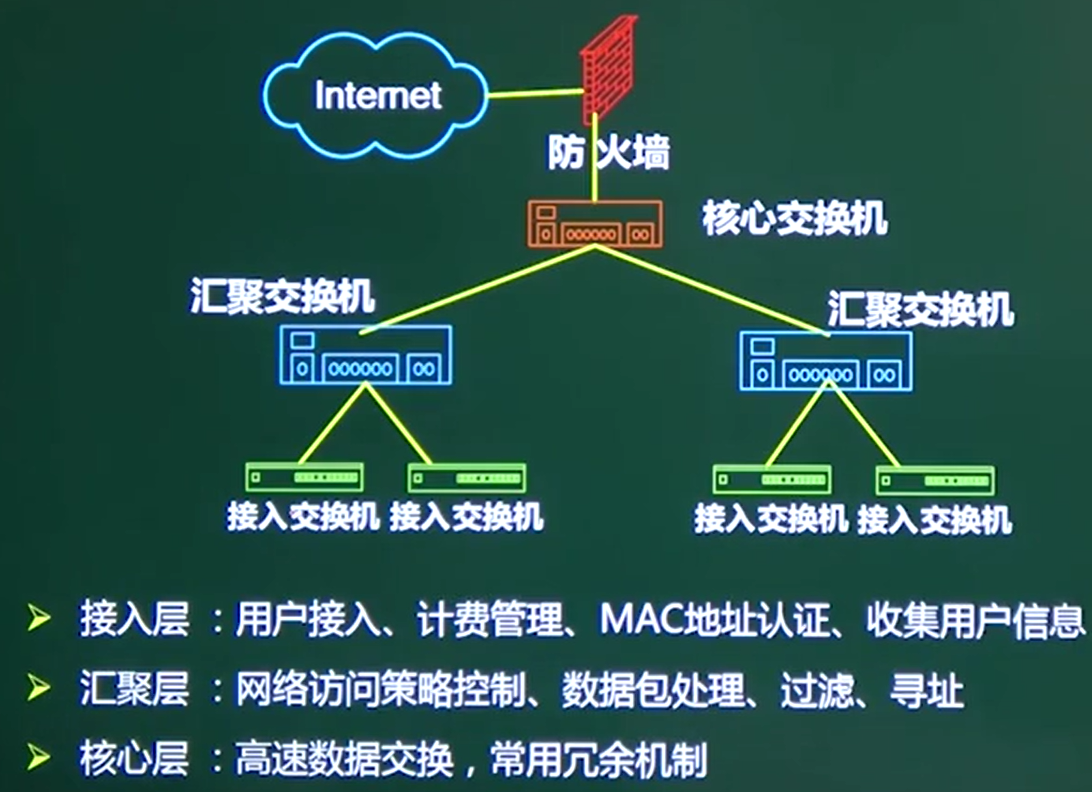 Internet
防火墙
核心交换机
汇聚交换机
汇聚交换机
接入交换机 接入交换机 接入交换机 接入交换机
接入层 ：用户接入、计费管理、MAC地址认证、收集用户信息
汇聚层 ：网络访问策略控制、数据包处理、过滤、寻址
核心层 ：高速数据交换，常用冗余机制